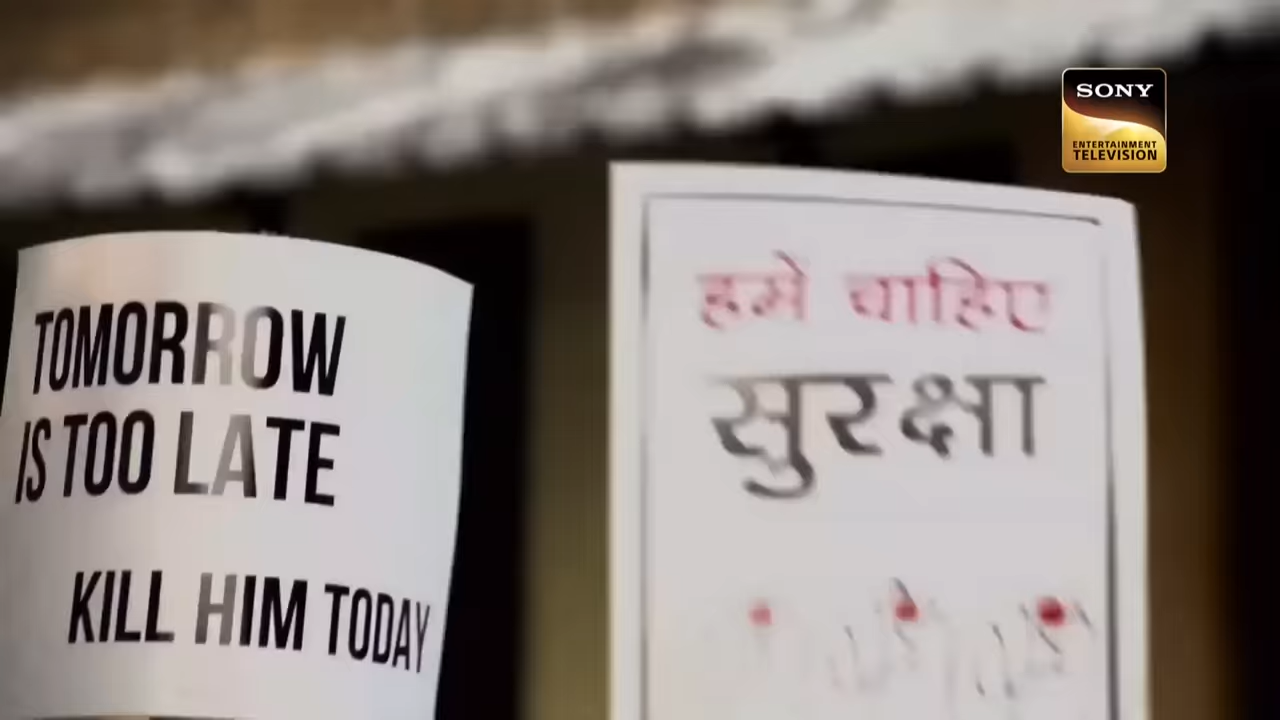 TOMORROW
IS TOO LATE
KILL HIM TODAY
हमें चाहिए
सुरक्षा
SONY
ENTERTAINMENT
TELEVISION